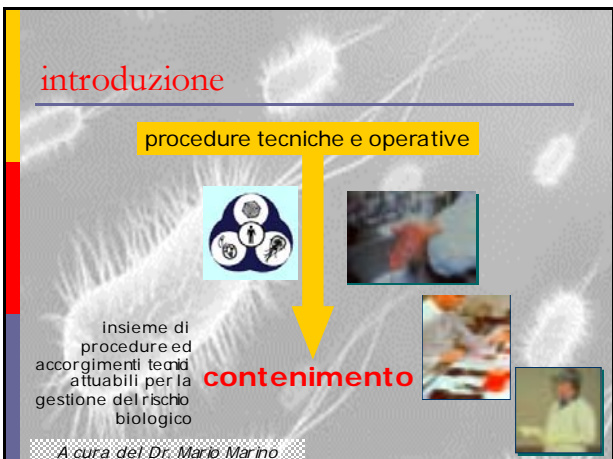 introduzione
procedure tecniche e operative
insieme di
procedure ed
accorgimenti tecnici
attuabili per la
gestione del rischio
biologico
contenimento
A cura del Dr. Mario Marino